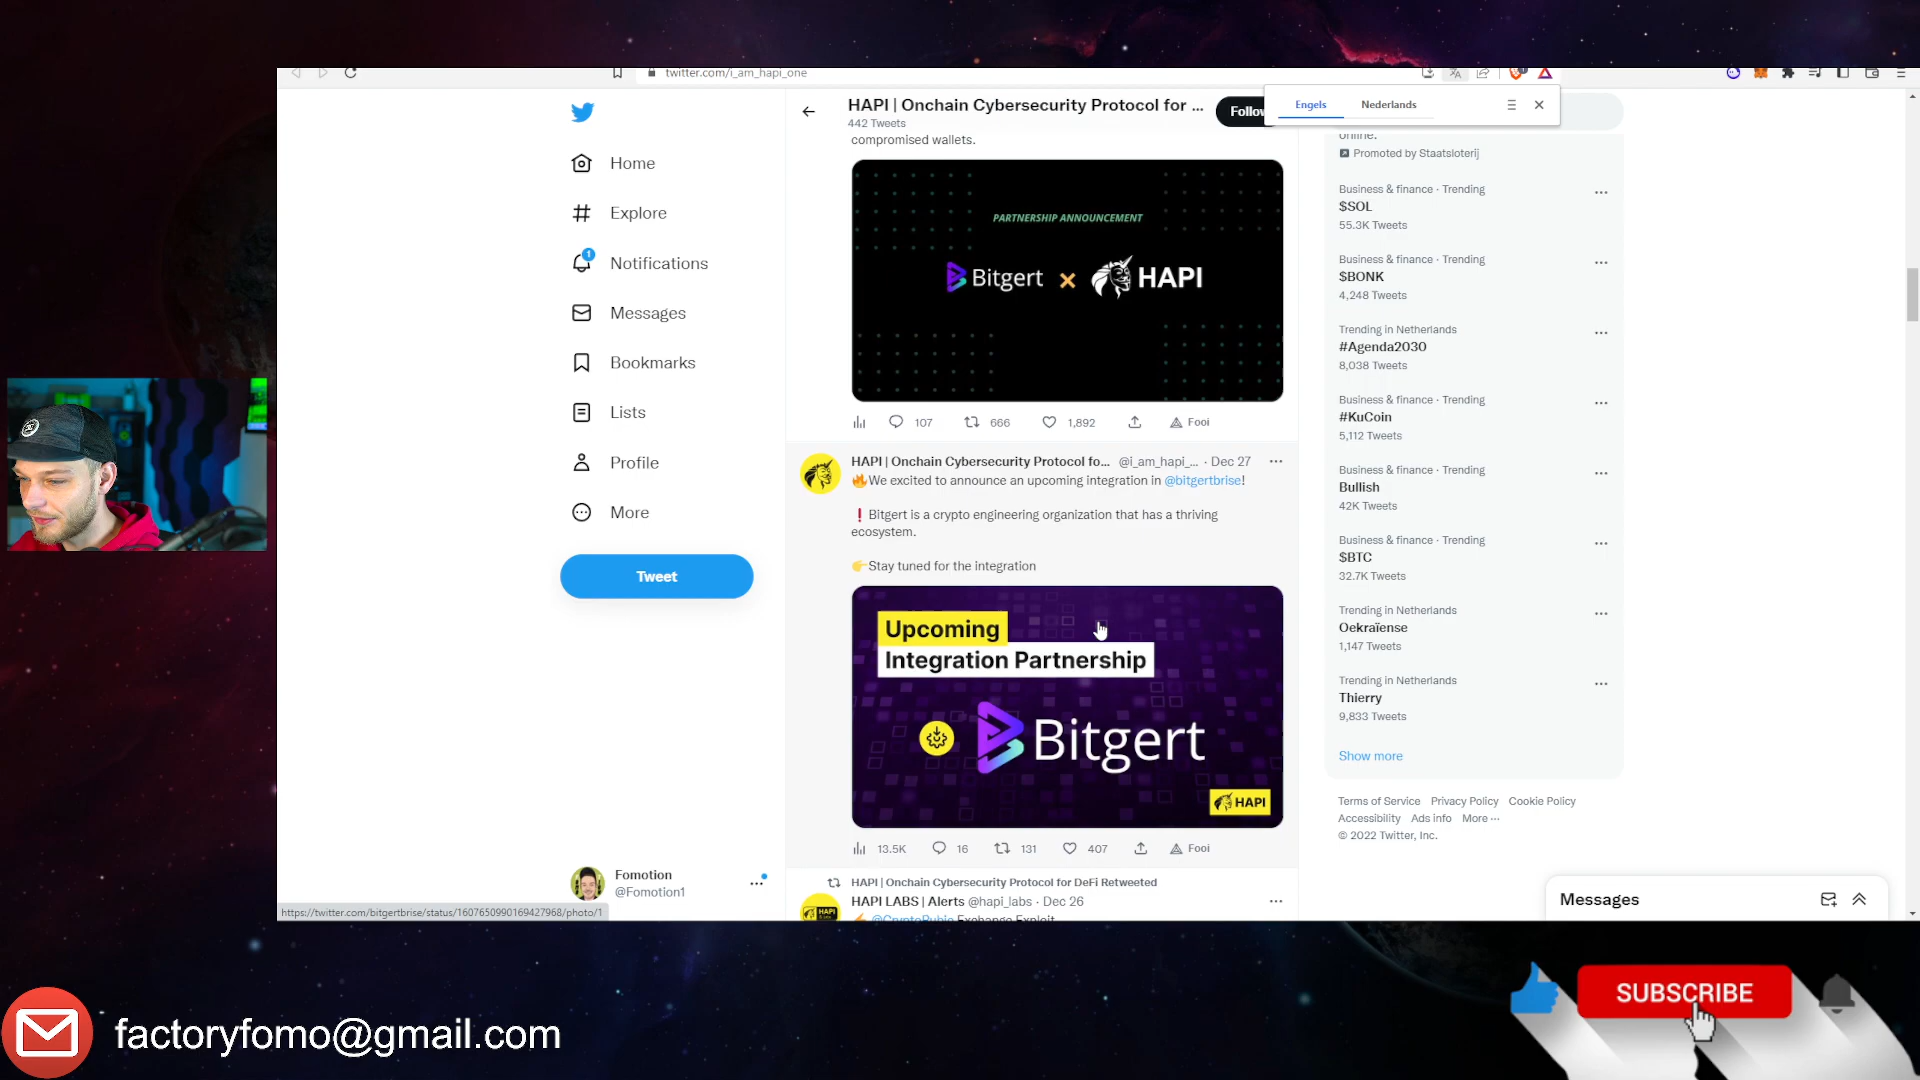 twitter.com/i_am_hapi_one
Engels
Nederlands
Home
Explore
1
Notifications
Messages
Bookmarks
Lists
Profile
More
Tweet
Fomotion
@Fomotion1
https://twitter.com/bitgertbrise/status/1607650990169427968/photo/1
HAPI | Onchain Cybersecurity Protocol for ...
442 Tweets
Follow
compromised wallets.
PARTNERSHIP ANNOUNCEMENT
Bitgert x HAPI
107 666 1,892 Fooi
HAPI | Onchain Cybersecurity Protocol fo... @i_am_hapi_... · Dec 27
🔥We excited to announce an upcoming integration in @bitgertbrise!
❗Bitgert is a crypto engineering organization that has a thriving
ecosystem.
👉Stay tuned for the integration
Upcoming
Integration Partnership
Bitgert
HAPI
13.5K 16 131 407 Fooi
HAPI | Onchain Cybersecurity Protocol for DeFi Retweeted
HAPI LABS | Alerts @hapi_labs · Dec 26
⚡@CryptoRubic Exchange Exploit
online.
Promoted by Staatsloterij
Business & finance · Trending
$SOL
55.3K Tweets
Business & finance · Trending
$BONK
4,248 Tweets
Trending in Netherlands
#Agenda2030
8,038 Tweets
Business & finance · Trending
#KuCoin
5,112 Tweets
Business & finance · Trending
Bullish
42K Tweets
Business & finance · Trending
$BTC
32.7K Tweets
Trending in Netherlands
Oekraïense
1,147 Tweets
Trending in Netherlands
Thierry
9,833 Tweets
Show more
Terms of Service Privacy Policy Cookie Policy
Accessibility Ads info More ···
© 2022 Twitter, Inc.
Messages
factoryfomo@gmail.com
SUBSCRIBE